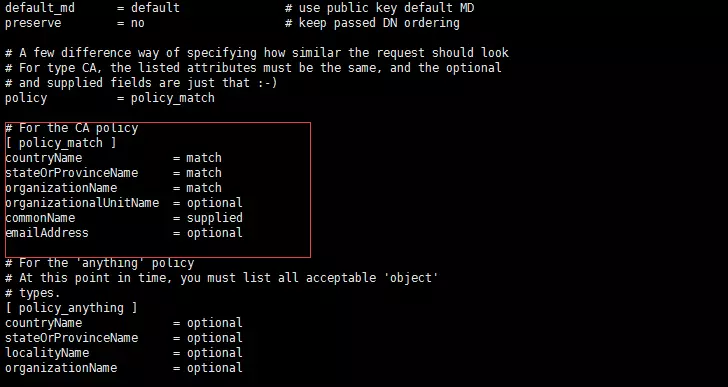 default_md      = default               # use public key default MD
preserve        = no                    # keep passed DN ordering
# A few difference way of specifying how similar the request should look
# For type CA, the listed attributes must be the same, and the optional
# and supplied fields are just that :-)
policy          = policy_match
# For the CA policy
[ policy_match ]
countryName             = match
stateOrProvinceName     = match
organizationName        = match
organizationalUnitName  = optional
commonName              = supplied
emailAddress            = optional
# For the 'anything' policy
# At this point in time, you must list all acceptable 'object'
# types.
[ policy_anything ]
countryName             = optional
stateOrProvinceName     = optional
localityName            = optional
organizationName        = optional